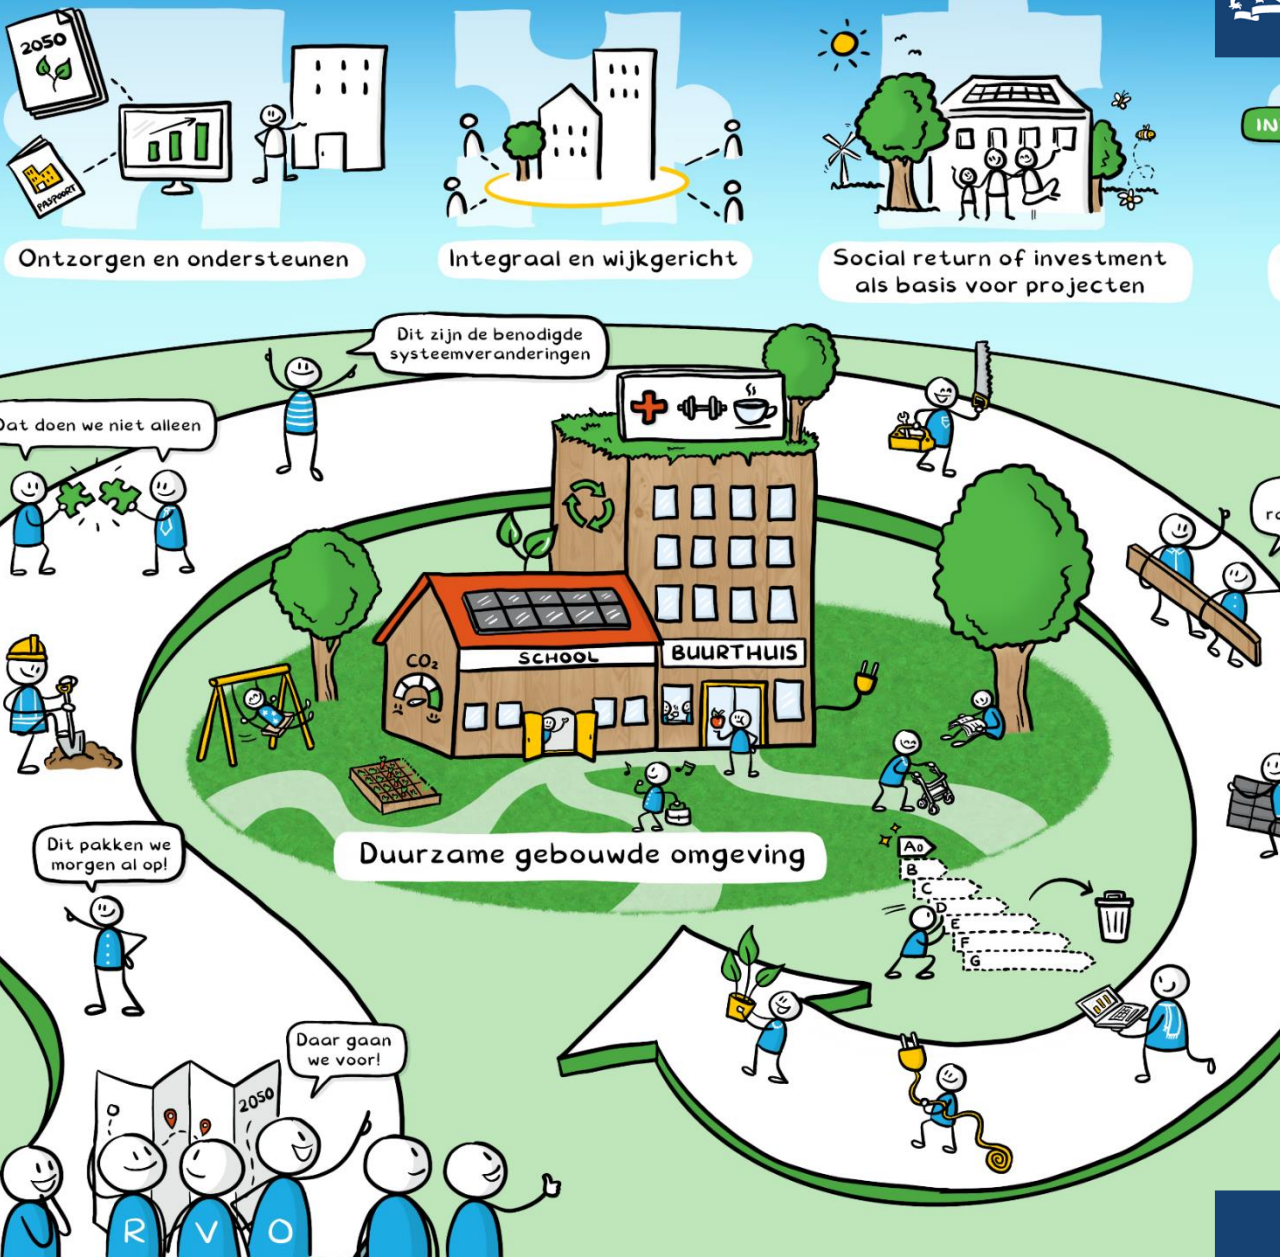 2050
PASPOORT
IN
Ontzorgen en ondersteunen
Integraal en wijkgericht
Social return of investment
als basis voor projecten
Dit zijn de benodigde
systeemveranderingen
Dat doen we niet alleen
ro
CO₂
SCHOOL
BUURTHUIS
Dit pakken we
morgen al op!
Duurzame gebouwde omgeving
A0
B
C
D
E
F
G
Daar gaan
we voor!
2050
R V O